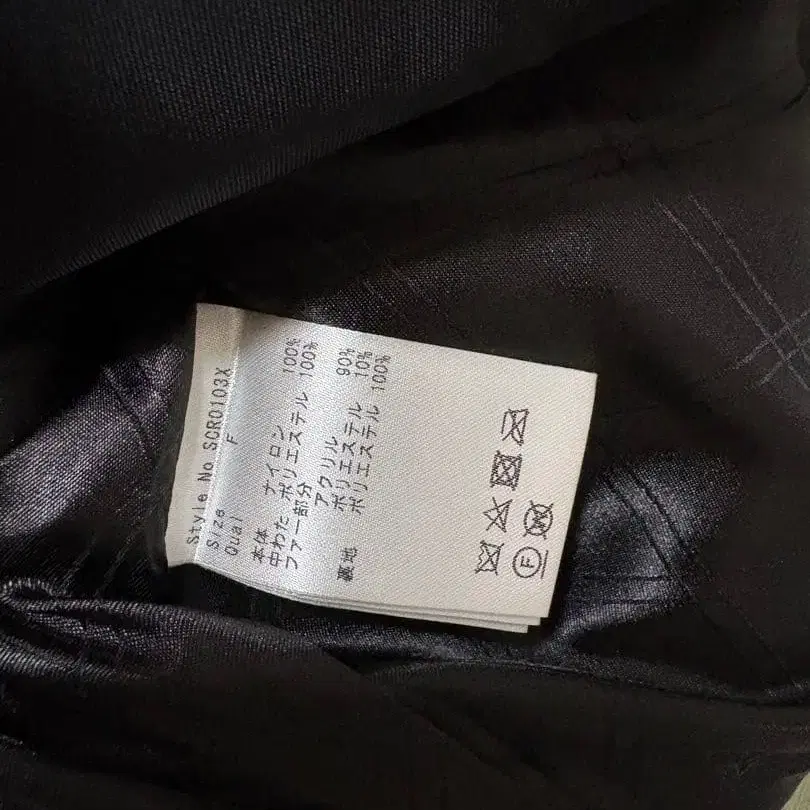 Style No SCR0103X
Size F
Qual
本体 ナイロン 100%
中わた ポリエステル 100%
ファー部分
アクリル 90%
ポリエステル 10%
裏地 ポリエステル 100%
F
W